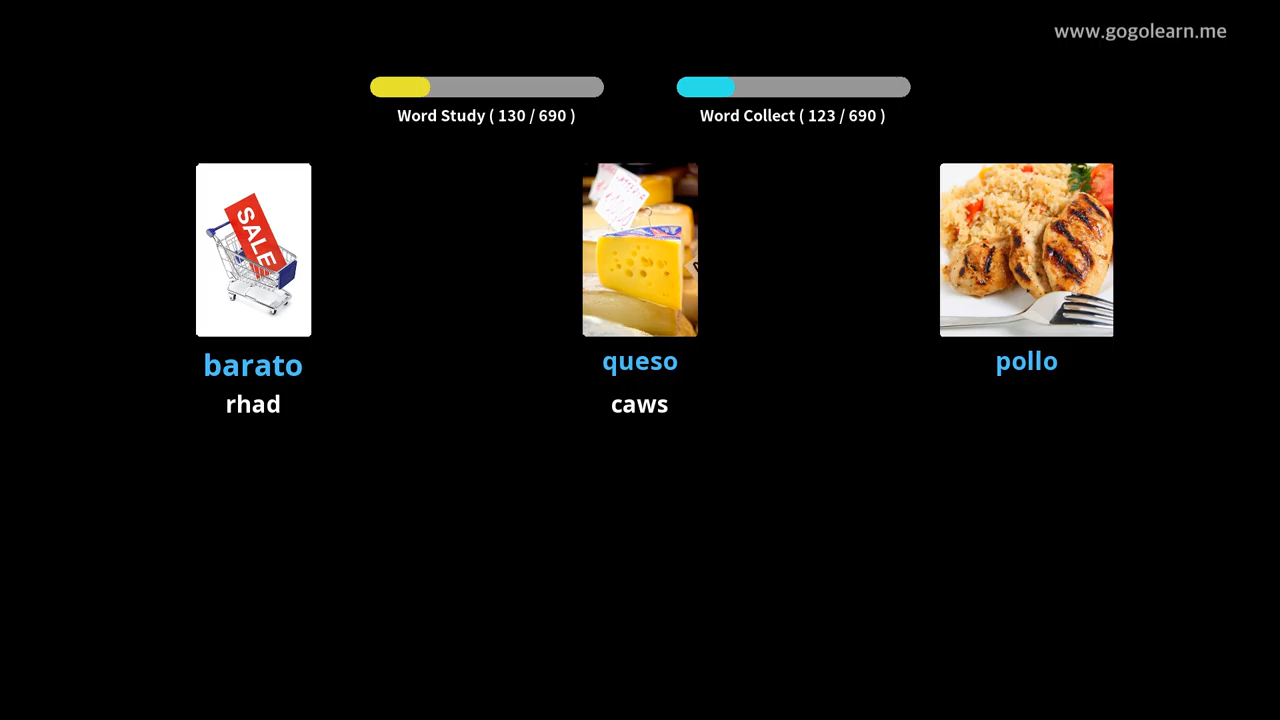 www.gogolearn.me
Word Study ( 130 / 690 )
Word Collect ( 123 / 690 )
SALE
barato
queso
pollo
rhad
caws